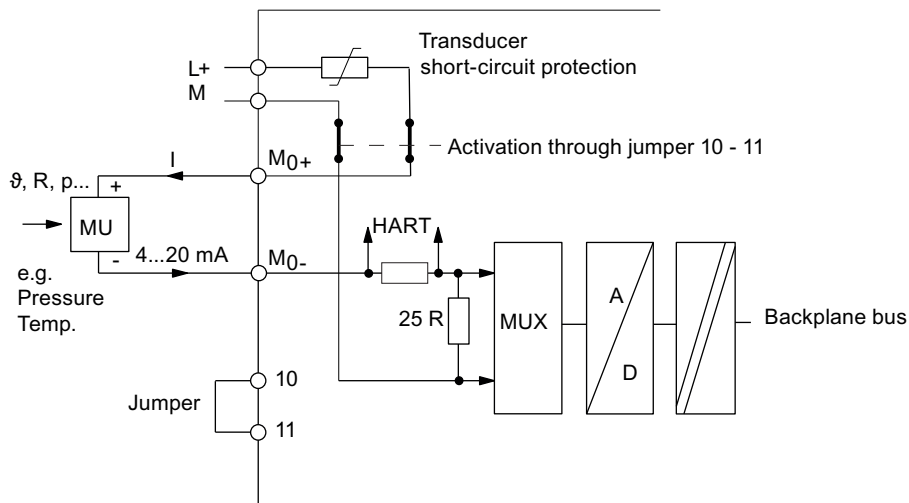 Transducer
short-circuit protection
L+
M
Activation through jumper 10 - 11
I
M0+
ϑ, R, p...
+
MU
HART
-
4...20 mA
M0-
e.g.
Pressure
Temp.
25 R
MUX
A
D
Backplane bus
10
Jumper
11